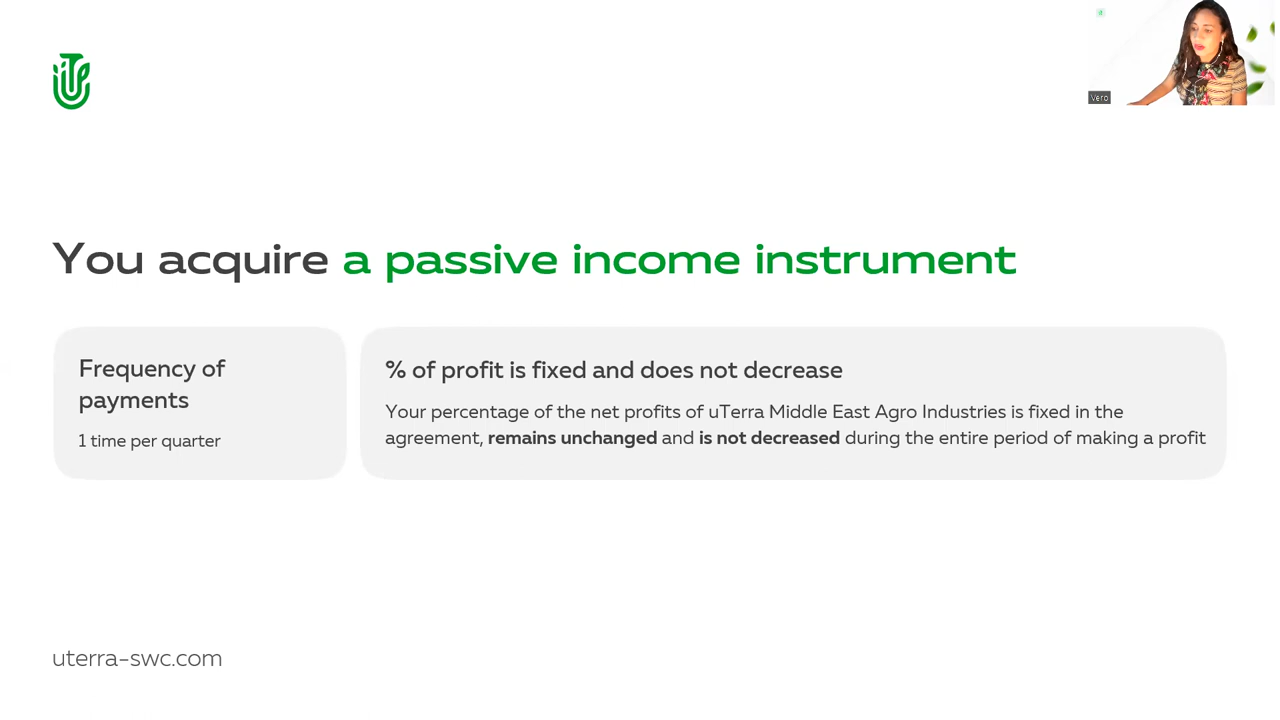 Vero
You acquire a passive income instrument
Frequency of
payments
1 time per quarter
% of profit is fixed and does not decrease
Your percentage of the net profits of uTerra Middle East Agro Industries is fixed in the
agreement, remains unchanged and is not decreased during the entire period of making a profit
uterra-swc.com